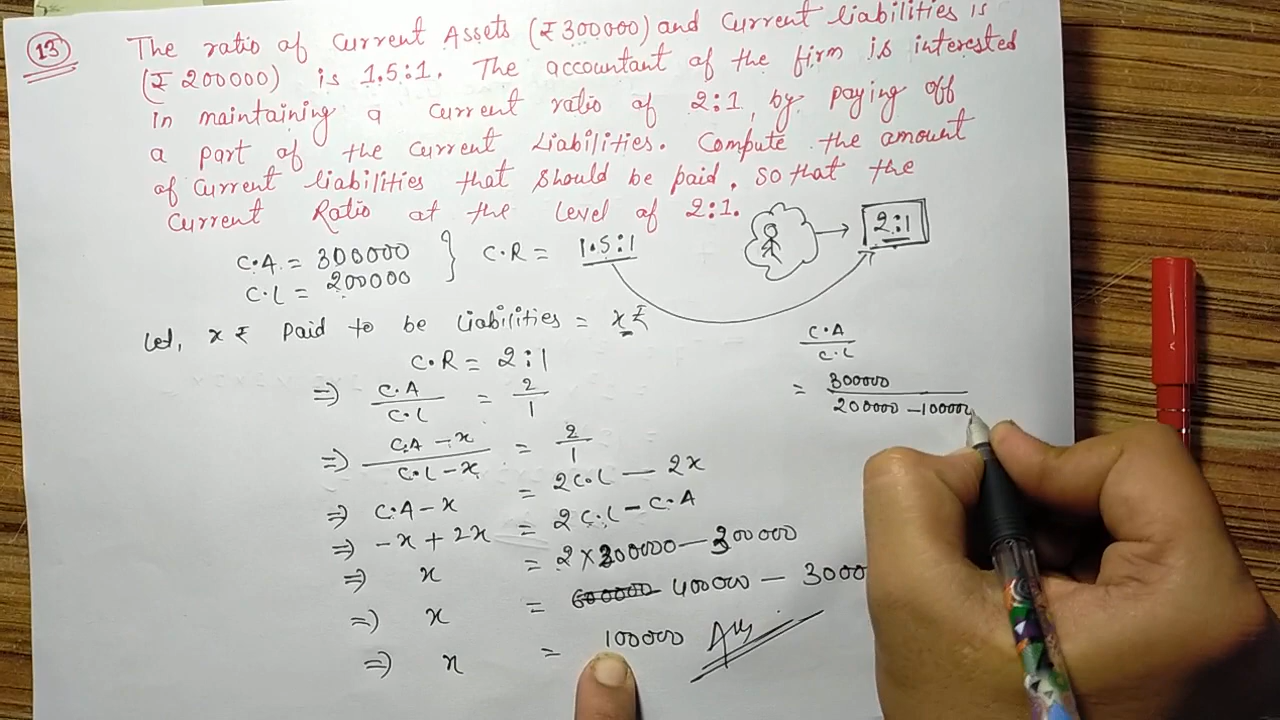 13
The ratio of Current Assets (₹300000) and Current liabilities is
(₹ 200000) is 1.5:1. The accountant of the firm is interested
in maintaining a current ratio of 2:1, by paying off
a part of the Current Liabilities. Compute the amount
of Current liabilities that should be paid, so that the
Current Ratio at the level of 2:1.
2:1
C.A. = 300000
C.L = 200000
} C.R = 1.5:1
Let, x ₹ Paid to be Liabilities = x₹
C.R = 2:1
=> C.A / C.L = 2/1
=> C.A - x / C.L - x = 2/1
=> C.A - x = 2C.L - 2x
=> -x + 2x = 2C.L - C.A
=> x = 2 × 200000 - 300000
=> x = 400000 - 3000
=> x = 100000 Ans
C.A / C.L
= 300000 / 200000 - 100000